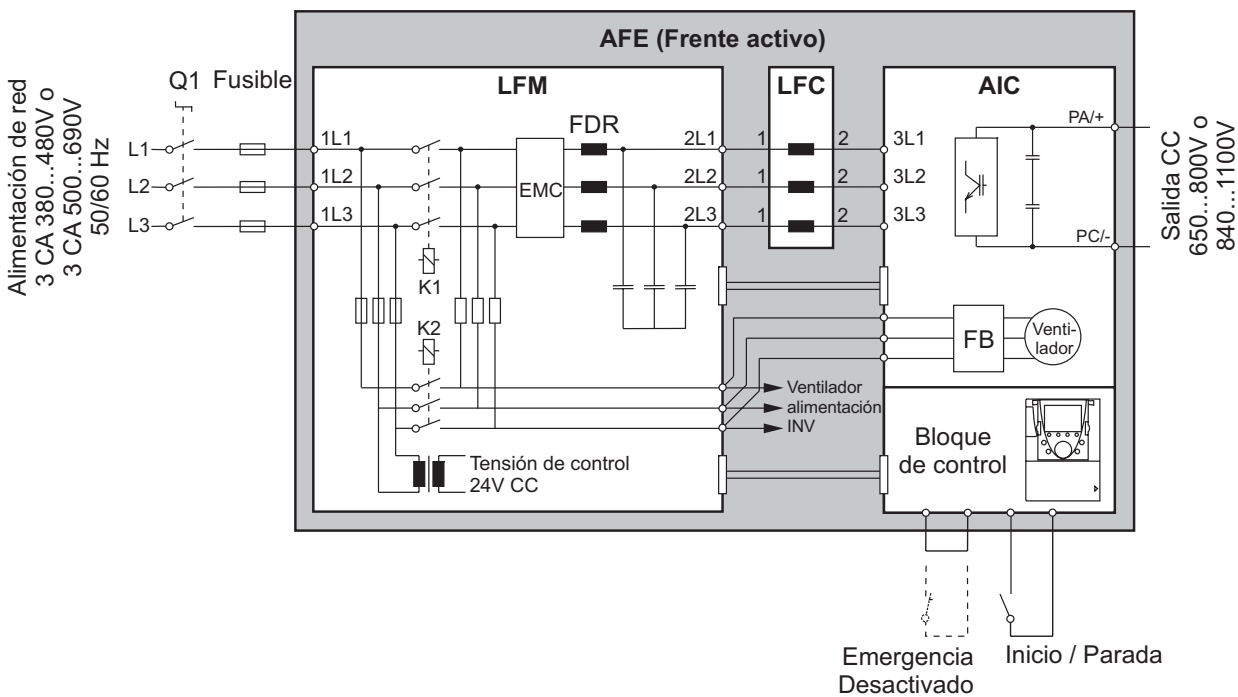 AFE (Frente activo)
Alimentación de red
3 CA 380...480V o
3 CA 500...690V
50/60 Hz
Q1 Fusible
LFM
LFC
AIC
L1
L2
L3
1L1
1L2
1L3
K1
K2
EMC
FDR
2L1
2L2
2L3
1
1
1
2
2
2
3L1
3L2
3L3
PA/+
PC/-
Salida CC
650...800V o
840...1100V
FB
Venti-
lador
Ventilador
alimentación
INV
Tensión de control
24V CC
Bloque
de control
Emergencia
Desactivado
Inicio / Parada